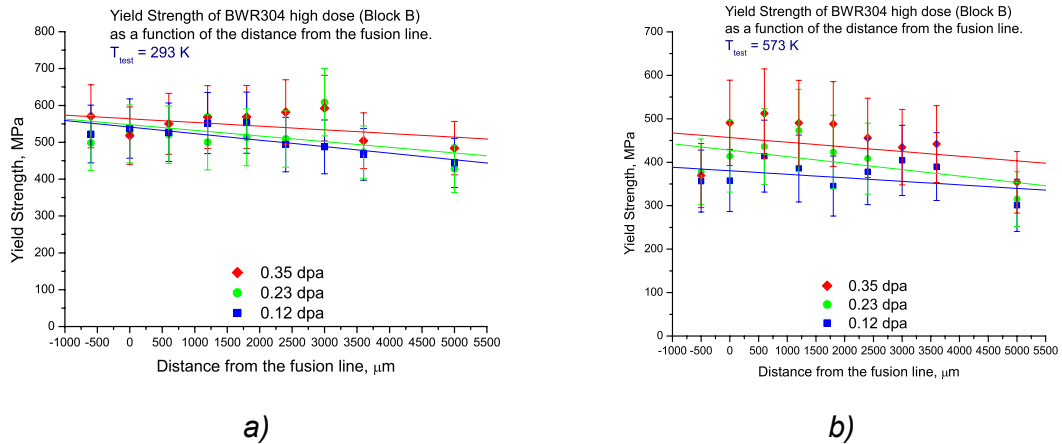 Yield Strength of BWR304 high dose (Block B)
as a function of the distance from the fusion line.
T_test = 293 K
800
700
600
500
400
300
200
100
0
Yield Strength, MPa
0.35 dpa
0.23 dpa
0.12 dpa
-1000 -500 0 500 1000 1500 2000 2500 3000 3500 4000 4500 5000 5500
Distance from the fusion line, μm
a)
Yield Strength of BWR304 high dose (Block B)
as a function of the distance from the fusion line.
T_test = 573 K
700
600
500
400
300
200
100
0
Yield Strength, MPa
0.35 dpa
0.23 dpa
0.12 dpa
-1000 -500 0 500 1000 1500 2000 2500 3000 3500 4000 4500 5000 5500
Distance from the fusion line, μm
b)